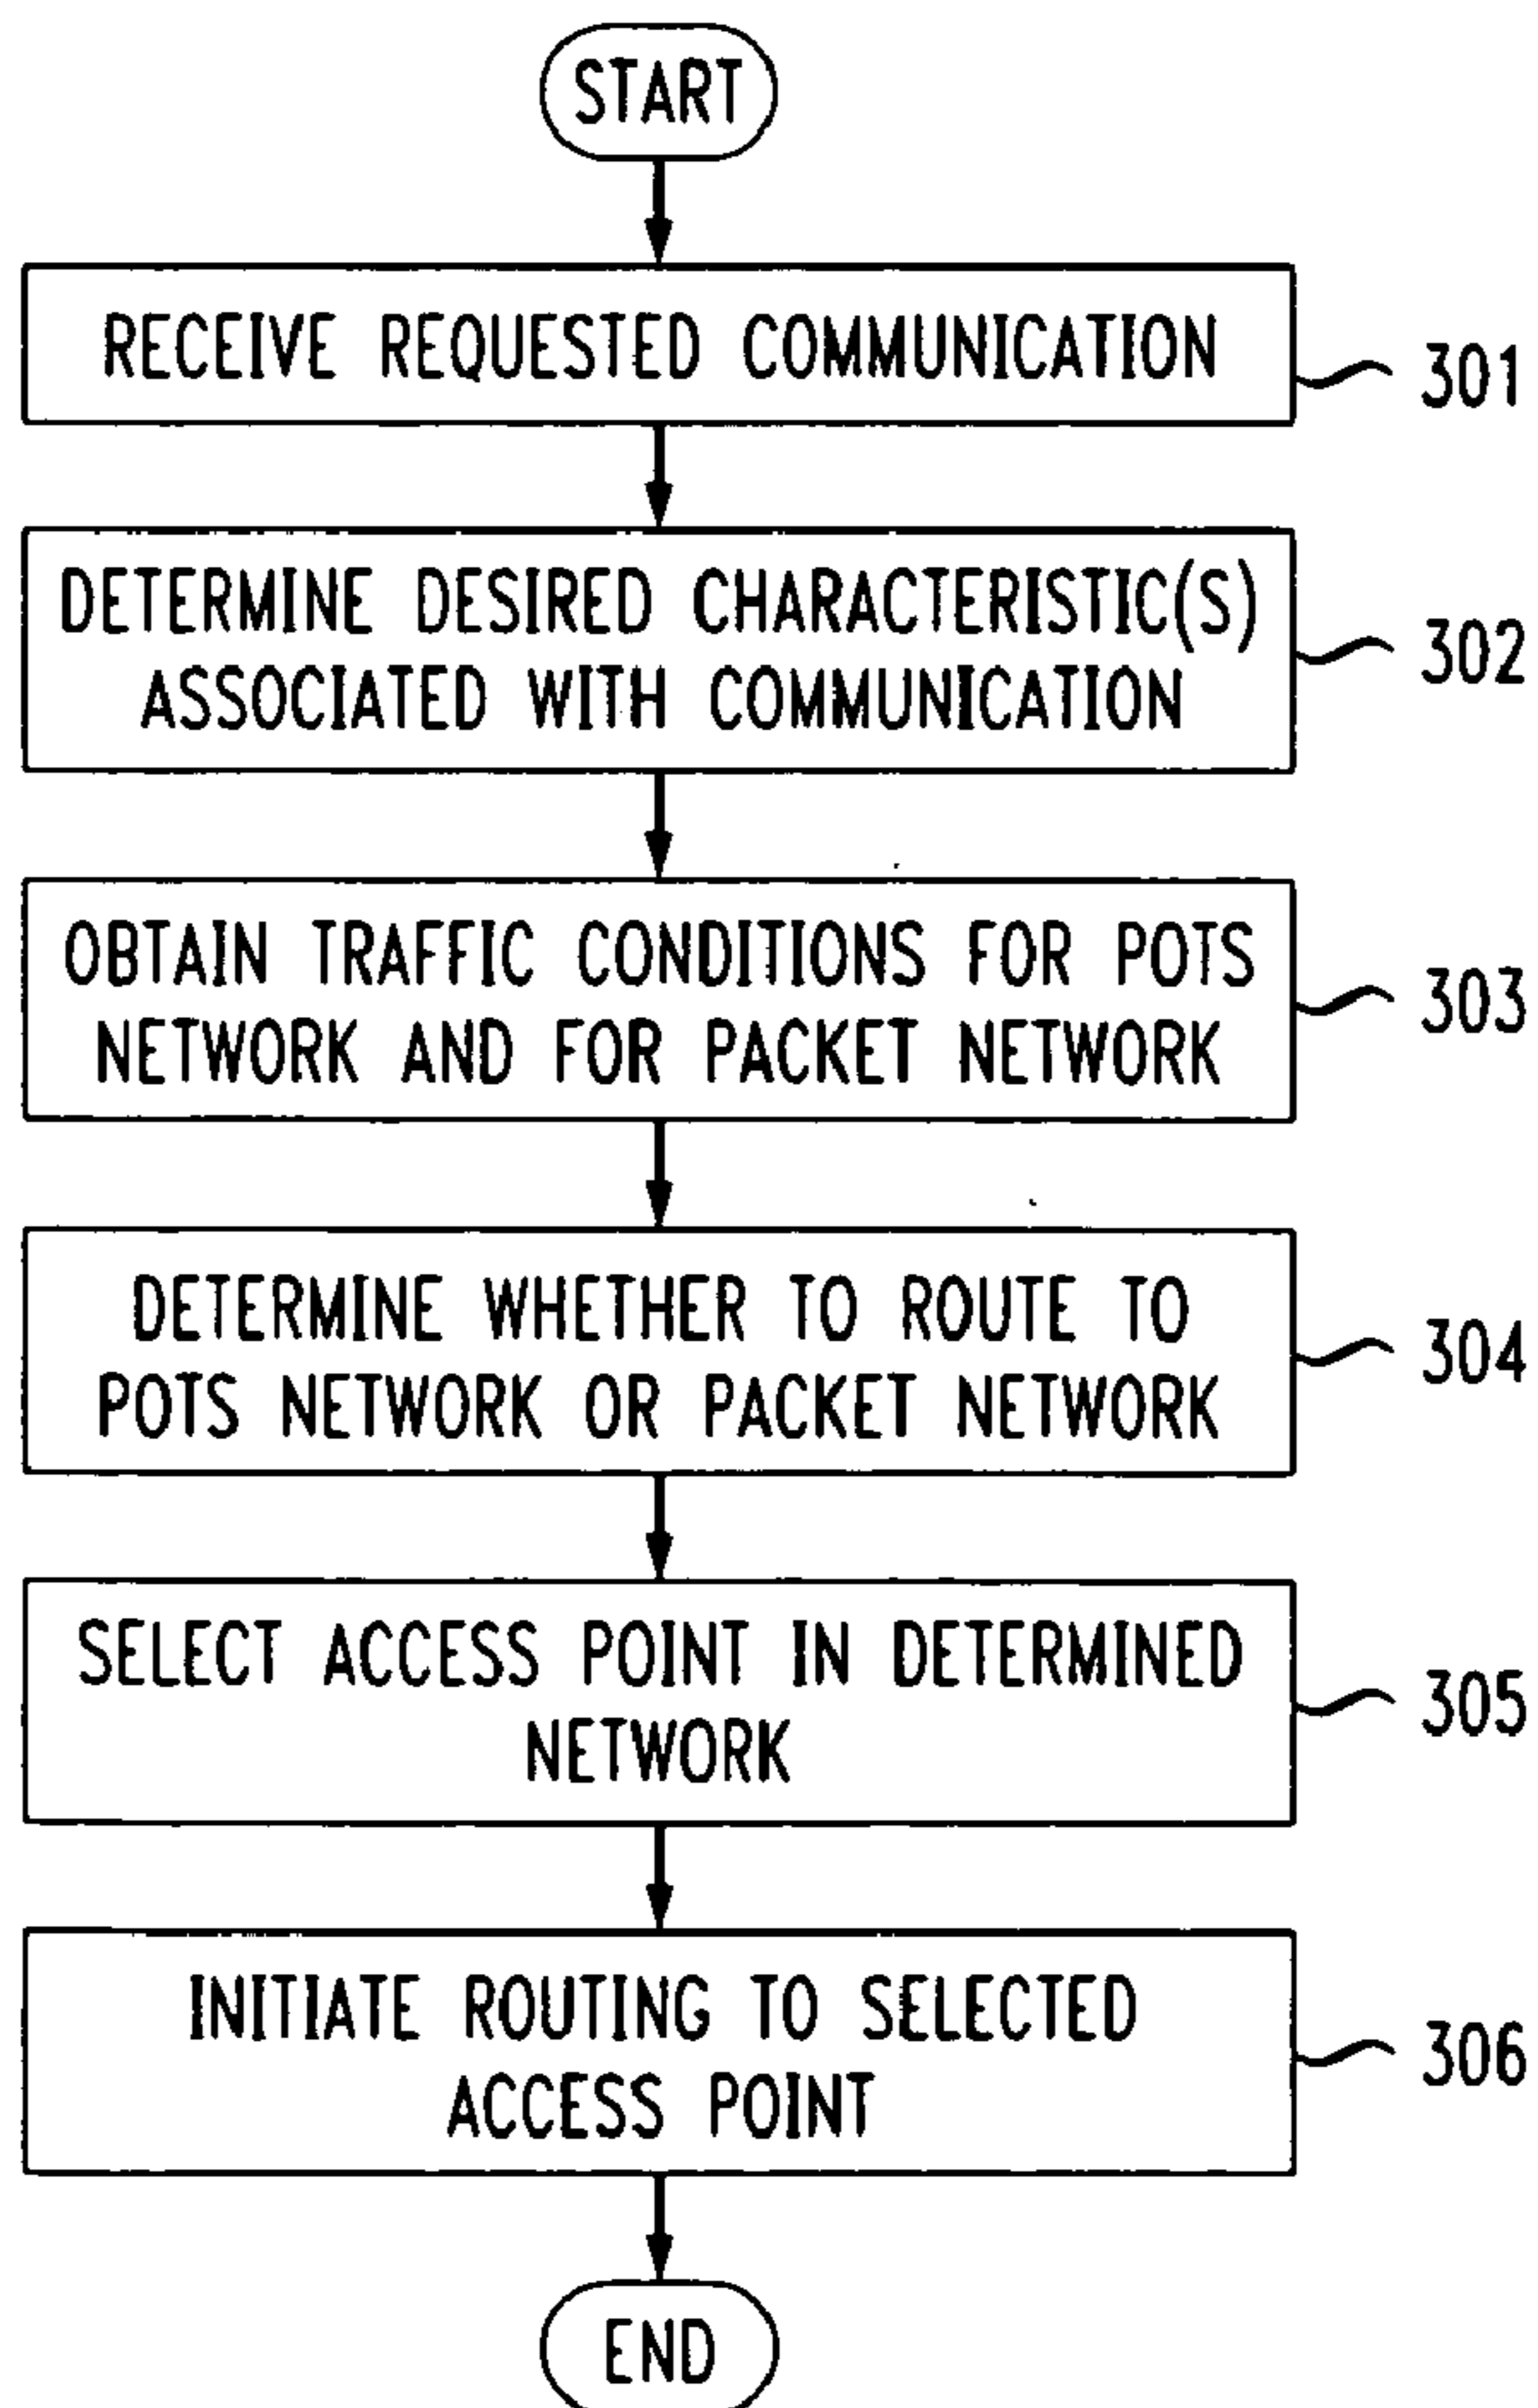 START
RECEIVE REQUESTED COMMUNICATION
301
DETERMINE DESIRED CHARACTERISTIC(S)
ASSOCIATED WITH COMMUNICATION
302
OBTAIN TRAFFIC CONDITIONS FOR POTS
NETWORK AND FOR PACKET NETWORK
303
DETERMINE WHETHER TO ROUTE TO
POTS NETWORK OR PACKET NETWORK
304
SELECT ACCESS POINT IN DETERMINED
NETWORK
305
INITIATE ROUTING TO SELECTED
ACCESS POINT
306
END